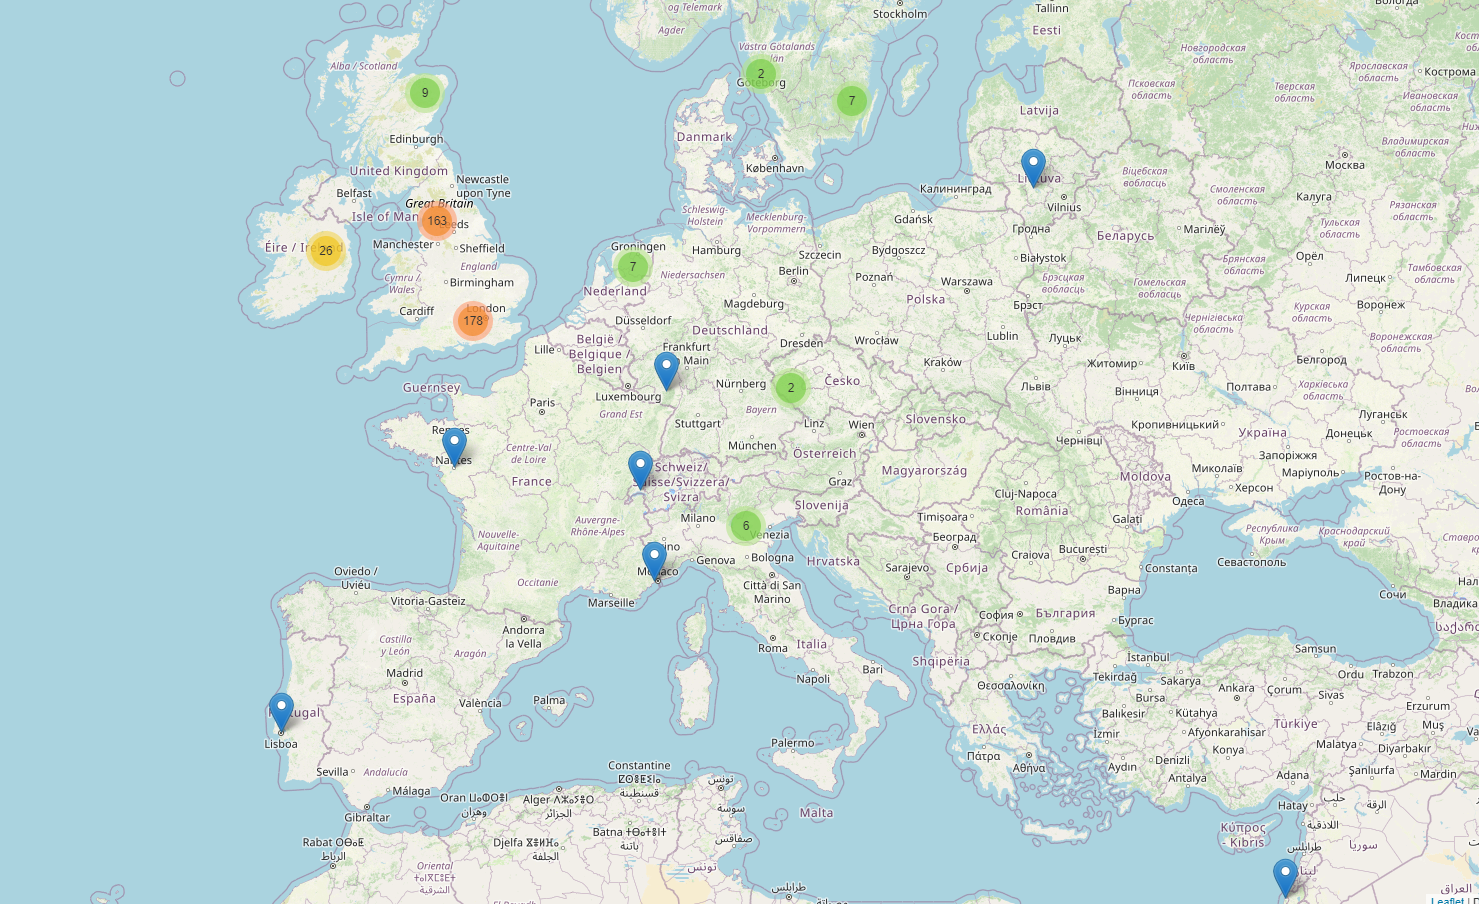 og Telemark
Agder
Stockholm
Tallinn
Eesti
Västra Götalands
län
2
Göteborg
7
Alba / Scotland
9
Edinburgh
United Kingdom
Newcastle
upon Tyne
Belfast
Great Britain
Isle of Man
163
Leeds
Éire / Ireland
26
Manchester
Sheffield
England
Cymru /
Wales
Birmingham
Cardiff
London
178
Guernsey
Danmark
København
Schleswig-
Holstein
Mecklenburg-
Vorpommern
Groningen
7
Nederland
Hamburg
Niedersachsen
Szczecin
Berlin
Gdańsk
Bydgoszcz
Poznań
Warszawa
Polska
Magdeburg
Düsseldorf
Deutschland
Dresden
Wrocław
Lublin
Kraków
België /
Belgique /
Belgien
Lille
Frankfurt
Main
Luxembourg
Nürnberg
2
Česko
Bayern
Paris
Grand Est
Stuttgart
Linz
Wien
Slovensko
München
Österreich
Graz
Magyarország
Rennes
Nantes
Centre-Val
de Loire
France
Schweiz/
Suisse/Svizzera/
Svizra
Slovenija
Milano
6
Venezia
Nouvelle-
Aquitaine
Auvergne-
Rhône-Alpes
Genova
Bologna
Hrvatska
Monaco
Città di San
Marino
Occitanie
Marseille
Oviedo /
Uviéu
Vitoria-Gasteiz
Andorra
la Vella
Castilla
y León
Aragón
Madrid
España
València
Palma
Portugal
Lisboa
Sevilla
Andalucía
Málaga
Gibraltar
Roma
Italia
Napoli
Bari
Palermo
Malta
Latvija
Lietuva
Vilnius
Калининград
Гродна
Białystok
Брэст
Беларусь
Магілёў
Віцебская
вобласць
Брэсцкая
вобласць
Гомельская
вобласць
Вологда
Новгородская
область
Псковская
область
Ярославская
область
Кострома
Тверская
область
Ивановская
область
Владимирская
область
Москва
Смоленская
область
Калуга
Рязанская
область
Тульская
область
Брянская
область
Орёл
Липецк
Тамбовская
область
Курская
область
Воронеж
Чернігівська
область
Воронежская
область
Белгород
Луцьк
Житомир
Київ
Львів
Вінниця
Полтава
Харківська
область
Луганськ
Кропивницький
Україна
Донецьк
Ростовская
область
Чернівці
Запоріжжя
Маріуполь
Миколаїв
Херсон
Ростов-на-
Дону
Moldova
Одеса
Cluj-Napoca
România
Timișoara
Galați
Београд
Craiova
București
Constanța
Sarajevo
Србија
Варна
Crna Gora /
Црна Гора
София
България
Бургас
Скопје
Пловдив
Shqipëria
Республика
Крым
Краснодарский
край
Севастополь
Сочи
İstanbul
Tekirdağ
Sakarya
Samsun
Ordu
Trabzon
Θεσσαλονίκη
Bursa
Ankara
Çorum
Sivas
Erzurum
Balıkesir
Kütahya
Ελλάς
Afyonkarahisar
Türkiye
Elâzığ
Muş
İzmir
Konya
Malatya
Diyarbakır
Πάτρα
Αθήνα
Aydın
Denizli
Antalya
Adana
Şanlıurfa
Mardin
Hatay
حلب
الرقة
Κύπρος
- Kıbrıs
اللاذقية
طرابلس
سوريا
لبنان
العراق
Constantine
قسنطينة
تونس
سوسة
صفاقس
تونس
طرابلس
Oran
وهران
Alger
الجزائر
Batna
باتنة
Djelfa
الجلفة
Rabat
الرباط
Oriental
الشرقية
Leaflet